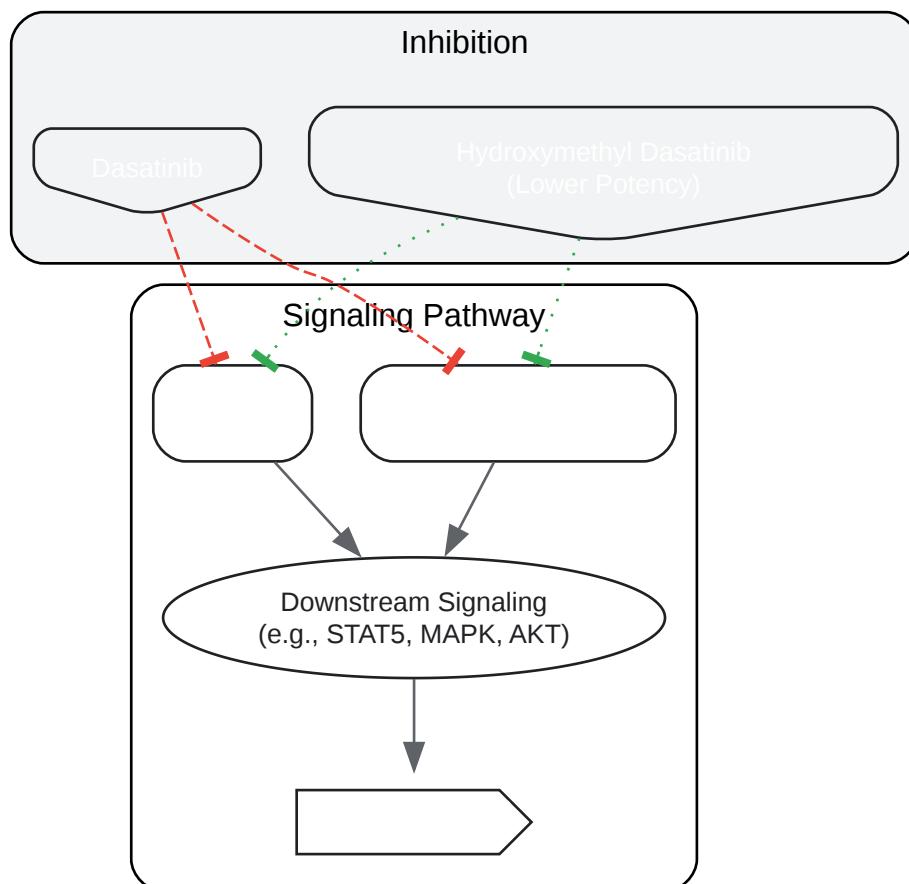 Inhibition
Dasatinib
Hydroxymethyl Dasatinib
(Lower Potency)
Signaling Pathway
Downstream Signaling
(e.g., STAT5, MAPK, AKT)